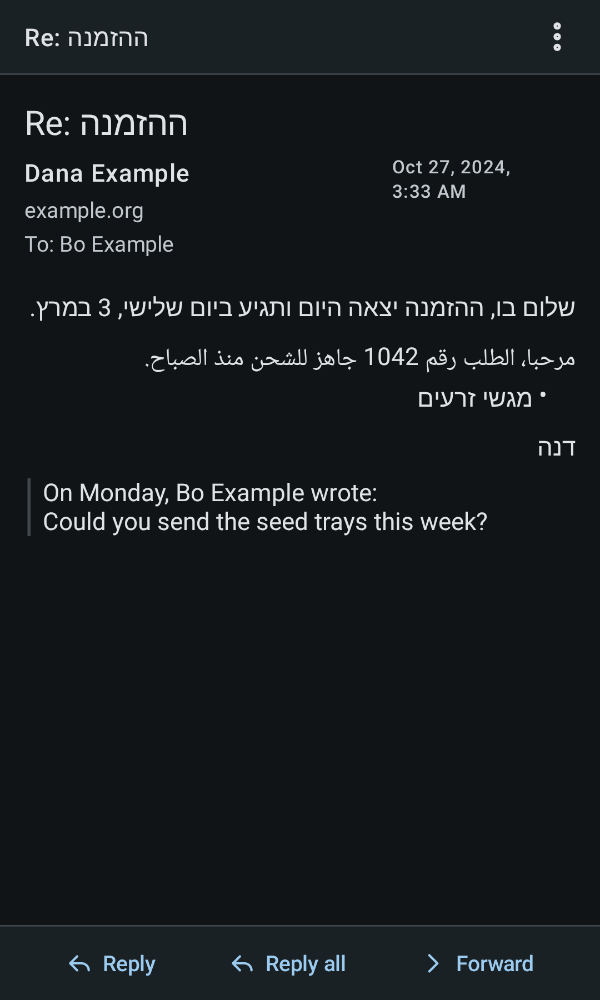 Re: ההזמנה
Re: ההזמנה
Dana Example
Oct 27, 2024,
3:33 AM
example.org
To: Bo Example
שלום בו, ההזמנה יצאה היום ותגיע ביום שלישי, 3 במרץ.
مرحبا، الطلب رقم 1042 جاهز للشحن منذ الصباح.
• מגשי זרעים
דנה
On Monday, Bo Example wrote:
Could you send the seed trays this week?
Reply
Reply all
Forward